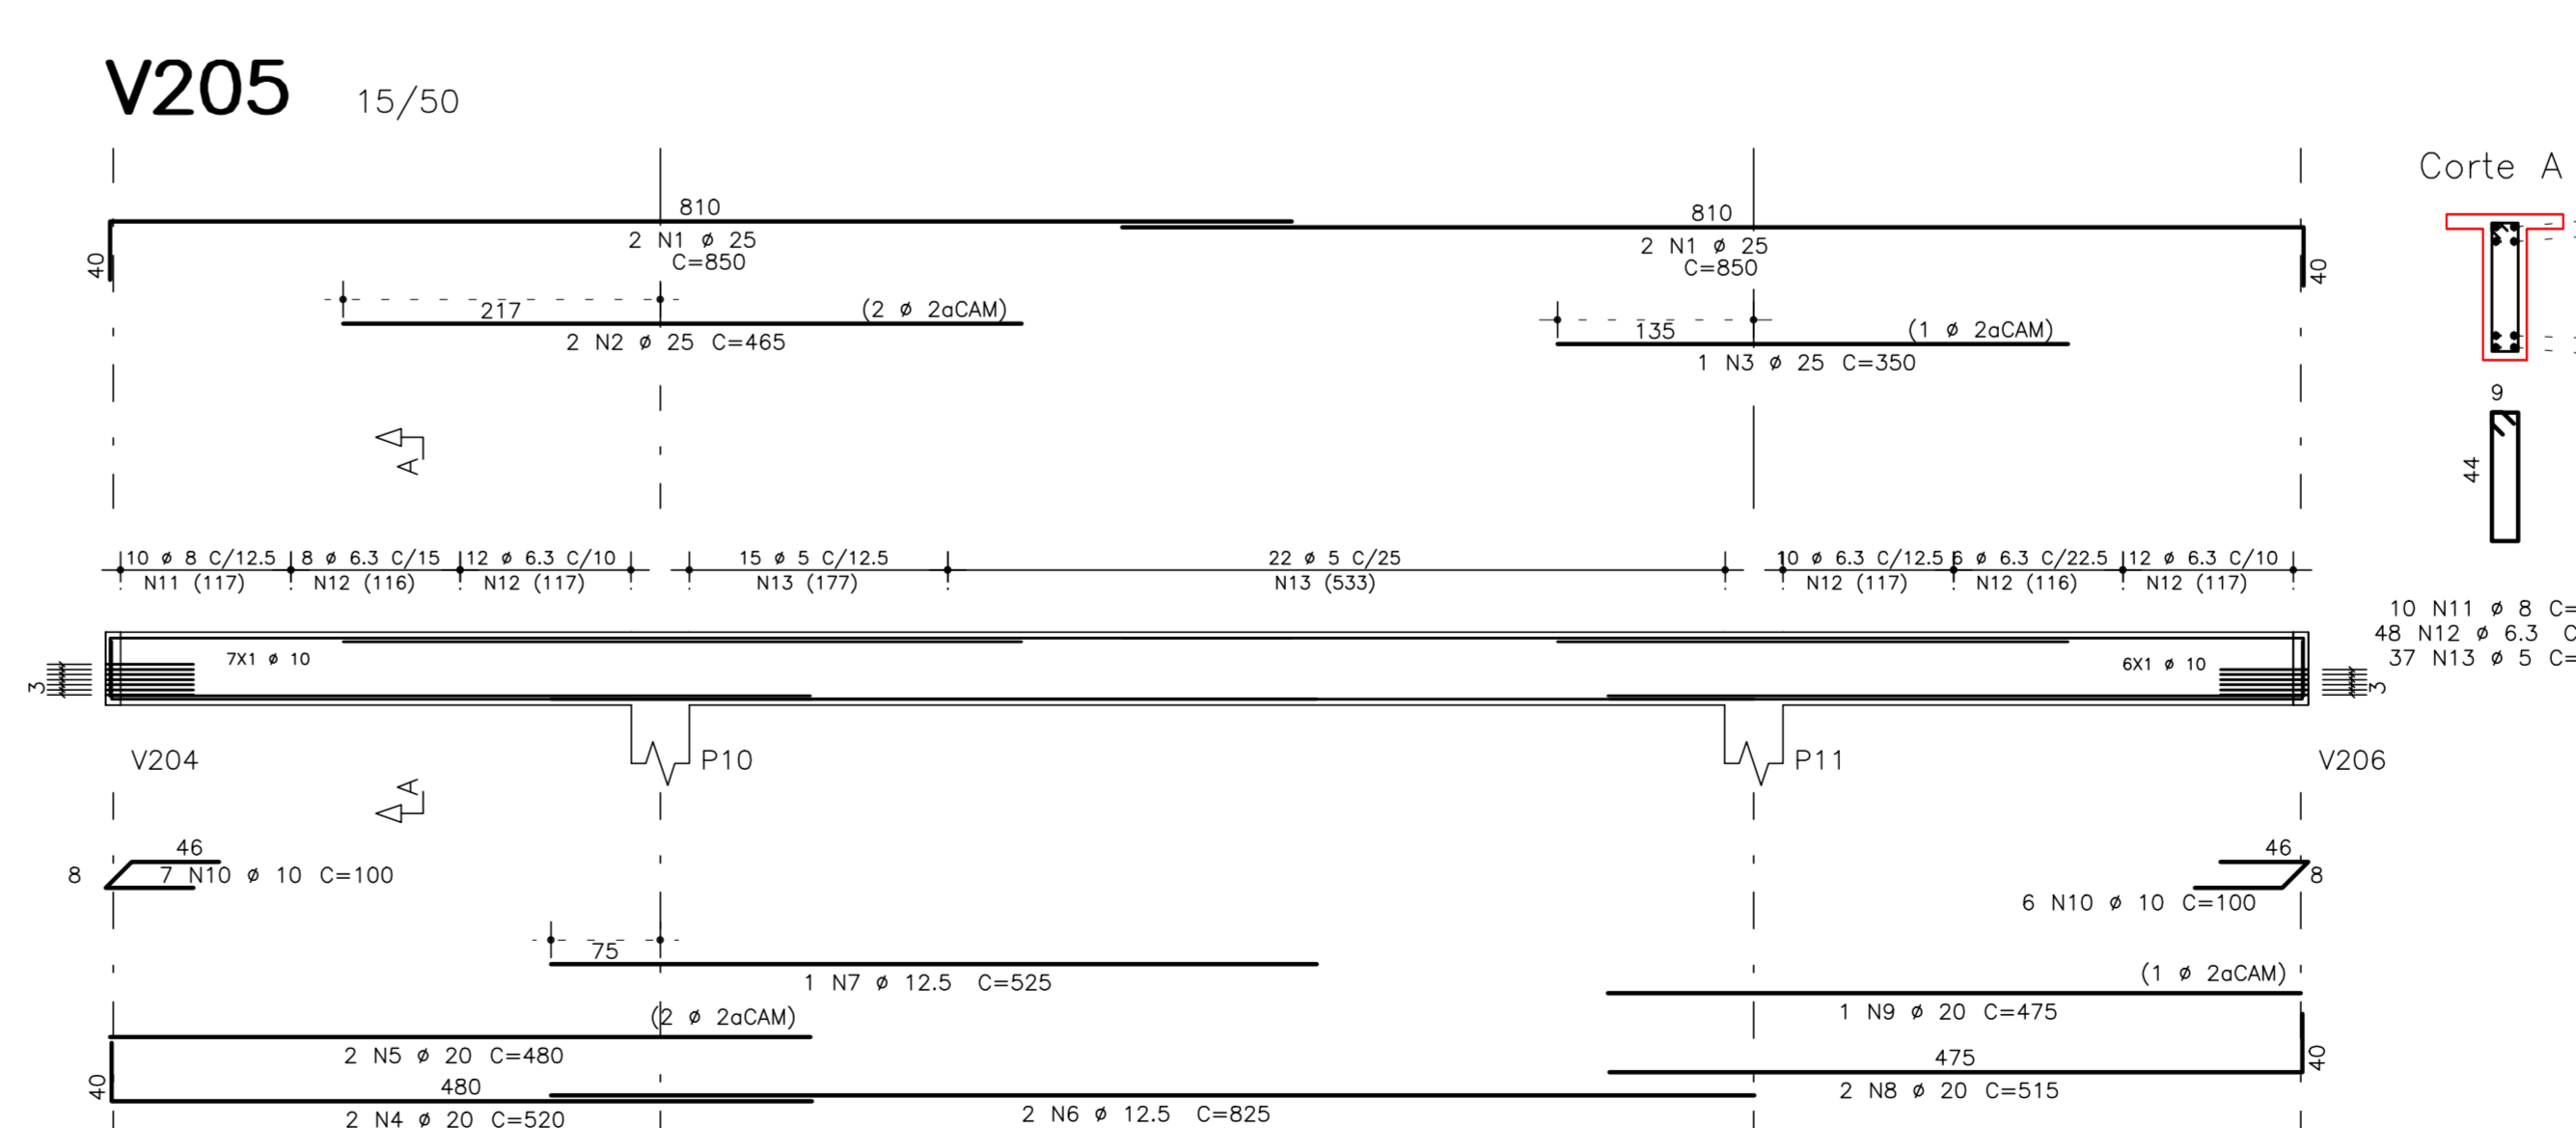 V205 15/50
Corte A
810
2 N1 ø 25
C=850
40
810
2 N1 ø 25
C=850
40
217
(2 ø 2aCAM)
2 N2 ø 25 C=465
135
(1 ø 2aCAM)
1 N3 ø 25 C=350
A
9
44
10 ø 8 C/12.5
N11 (117)
8 ø 6.3 C/15
N12 (116)
12 ø 6.3 C/10
N12 (117)
15 ø 5 C/12.5
N13 (177)
22 ø 5 C/25
N13 (533)
10 ø 6.3 C/12.5
N12 (117)
6 ø 6.3 C/22.5
N12 (116)
12 ø 6.3 C/10
N12 (117)
10 N11 ø 8 C=
48 N12 ø 6.3 C
37 N13 ø 5 C=
3
7X1 ø 10
6X1 ø 10
3
V204
P10
P11
V206
A
46
8
7 N10 ø 10 C=100
46
8
6 N10 ø 10 C=100
75
1 N7 ø 12.5 C=525
(1 ø 2aCAM)
1 N9 ø 20 C=475
(2 ø 2aCAM)
2 N5 ø 20 C=480
475
40
2 N8 ø 20 C=515
40
480
2 N4 ø 20 C=520
2 N6 ø 12.5 C=825